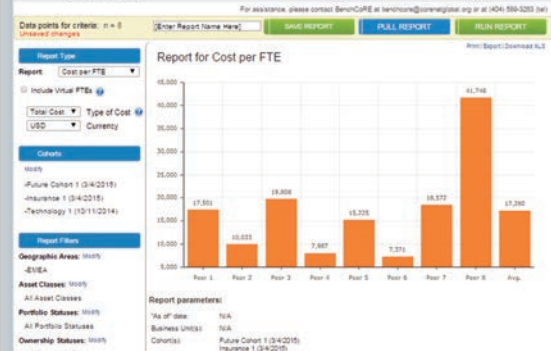 For assistance, please contact BenchCoRE at benchcore@corenetglobal.org or at (404) 589-3253 (tel)
Data points for criteria: n = 8
Unsaved changes
[Enter Report Name Here]
SAVE REPORT
PULL REPORT
RUN REPORT
Print | Export | Download XLS
Report Type
Report: Cost per FTE
Include Virtual FTEs
Total Cost Type of Cost
USD Currency
Cohorts
Modify
-Future Cohort 1 (3/4/2015)
-Insurance 1 (3/4/2015)
-Technology 1 (10/11/2014)
Report Filters
Geographic Areas: Modify
-EMEA
Asset Classes: Modify
All Asset Classes
Portfolio Statuses: Modify
All Portfolio Statuses
Ownership Statuses: Modify
Report for Cost per FTE
45,000
40,000
35,000
30,000
25,000
20,000
15,000
10,000
5,000
17,501
10,033
19,808
15,225
7,371
18,572
41,746
Peer 1 Peer 2 Peer 3 Peer 4 Peer 5 Peer 6 Peer 7 Peer 8 Avg.
Report parameters:
"As of" date: N/A
Business Unit(s): N/A
Cohort(s): Future Cohort 1 (3/4/2015)
Insurance 1 (3/4/2015)